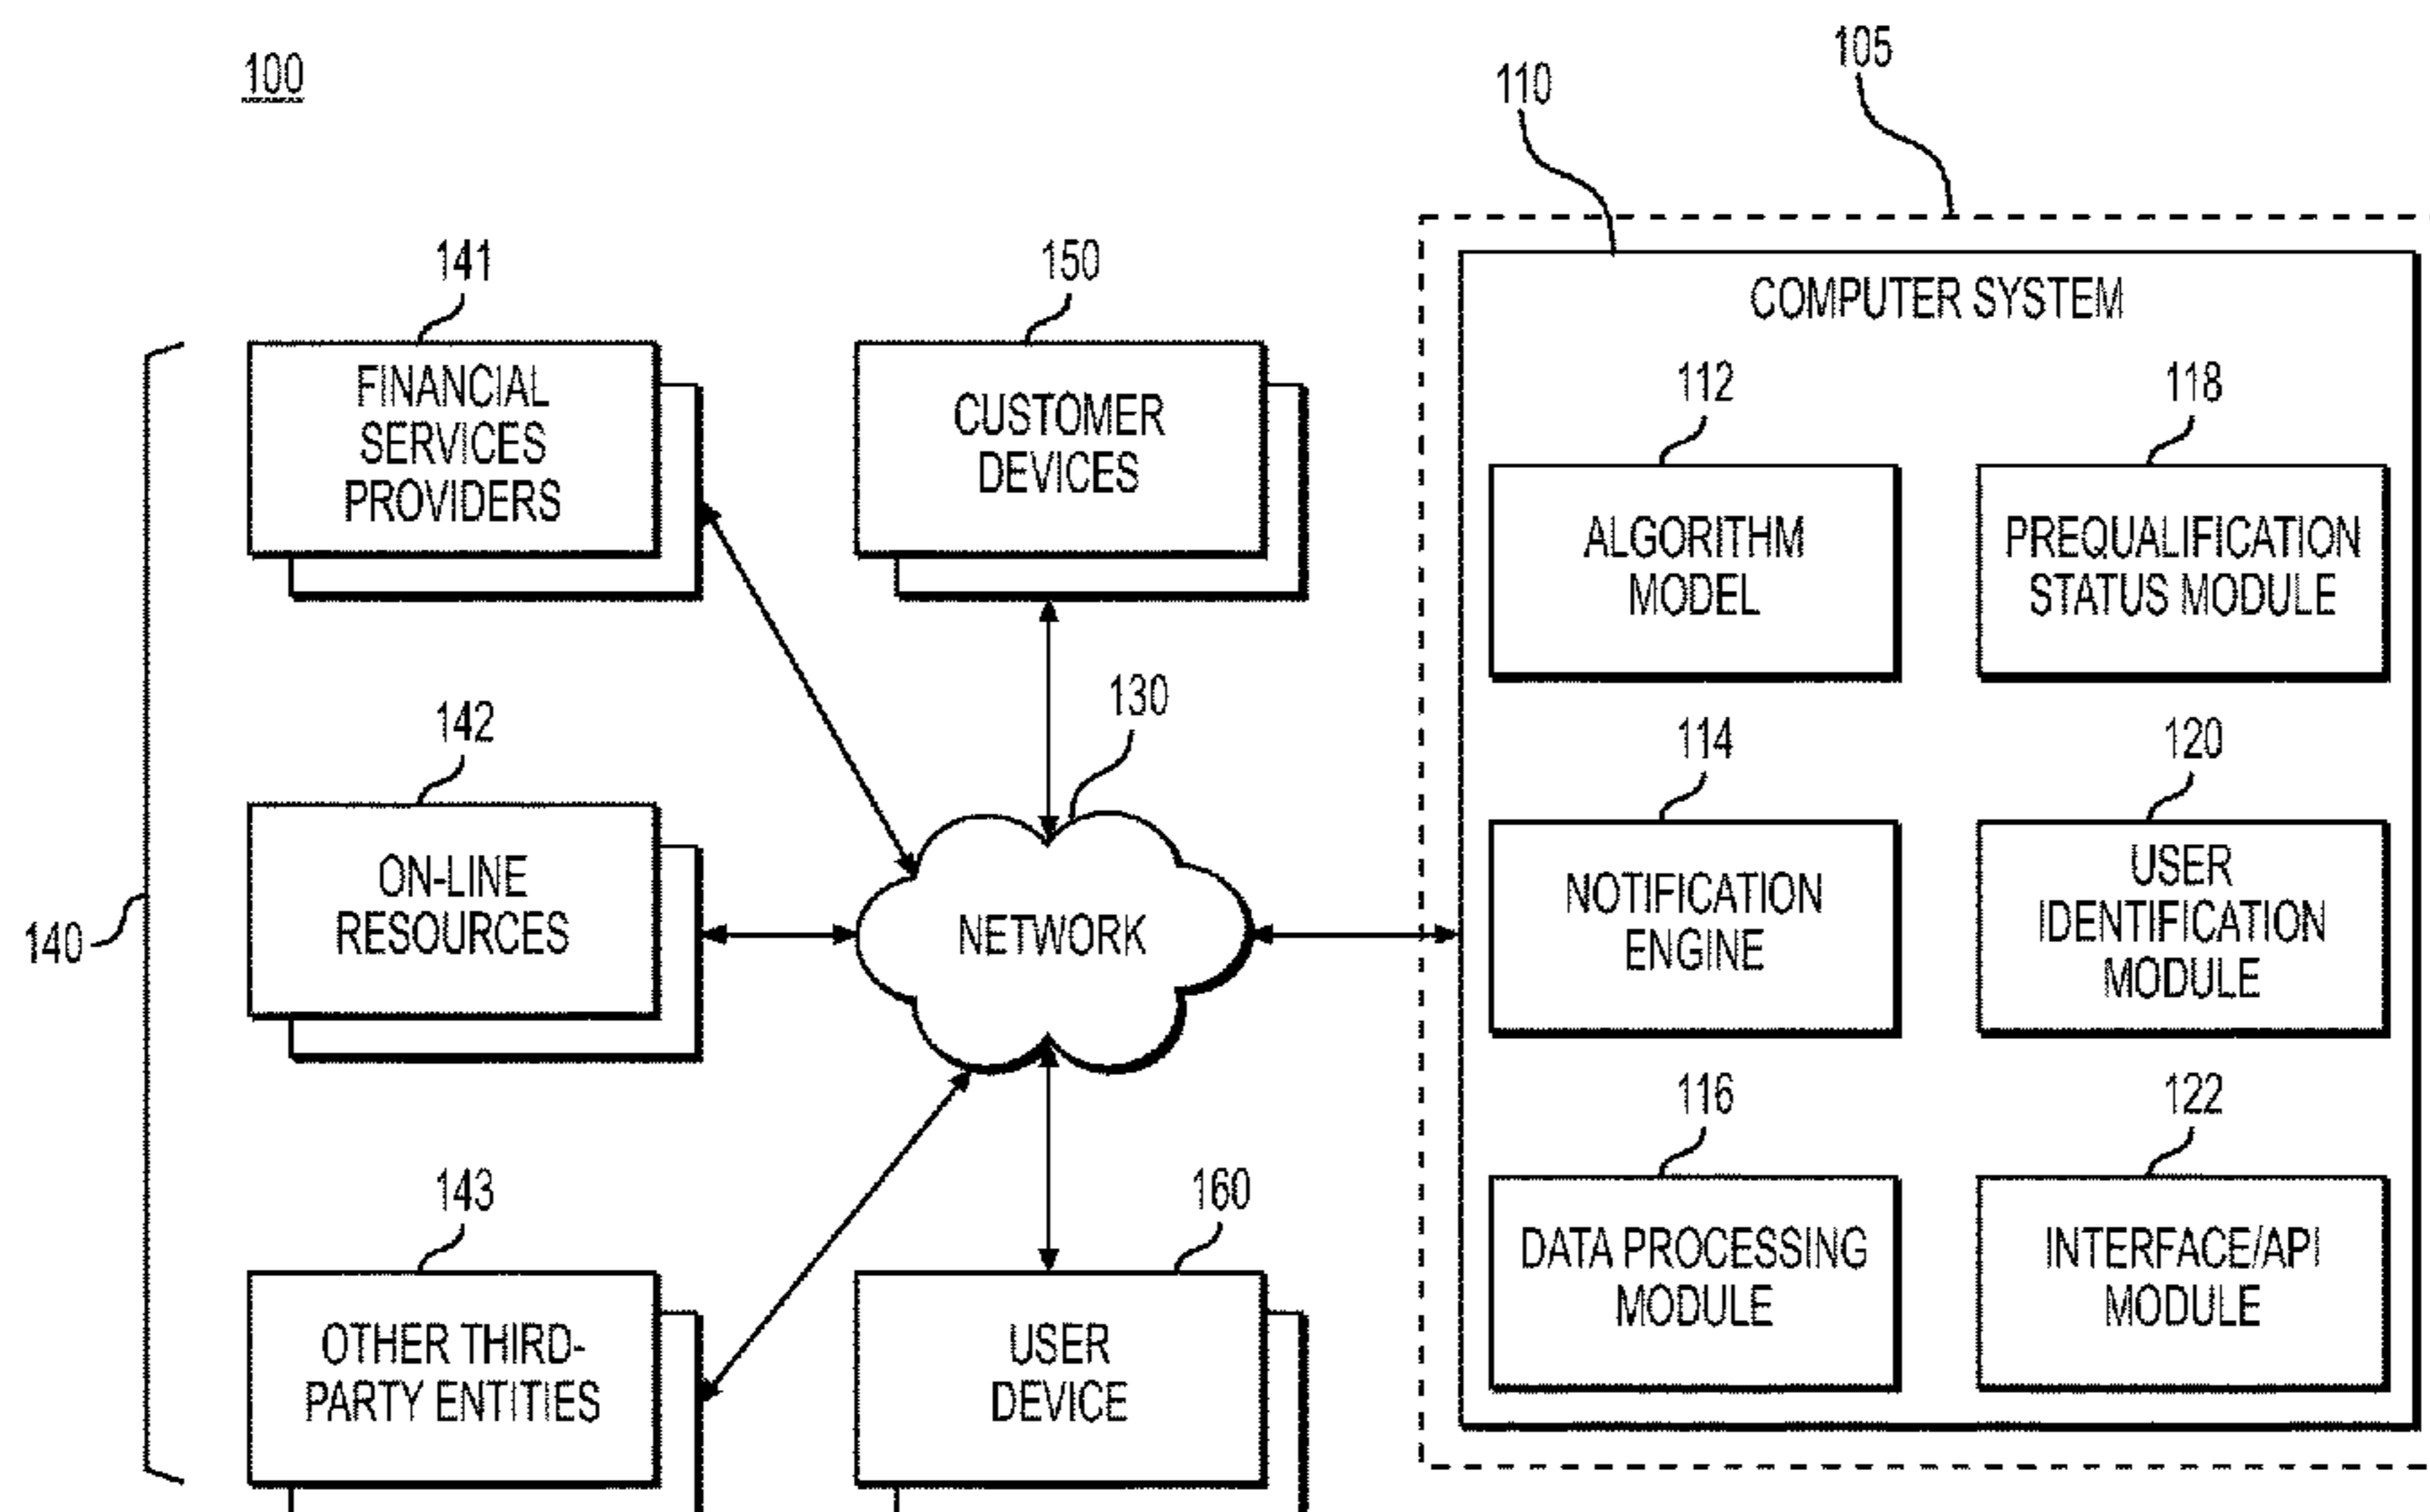 100
105
110
141
150
COMPUTER SYSTEM
FINANCIAL
SERVICES
PROVIDERS
CUSTOMER
DEVICES
112
118
ALGORITHM
MODEL
PREQUALIFICATION
STATUS MODULE
142
130
114
120
ON-LINE
RESOURCES
NETWORK
NOTIFICATION
ENGINE
USER
IDENTIFICATION
MODULE
140
143
160
116
122
OTHER THIRD-
PARTY ENTITIES
USER
DEVICE
DATA PROCESSING
MODULE
INTERFACE/API
MODULE